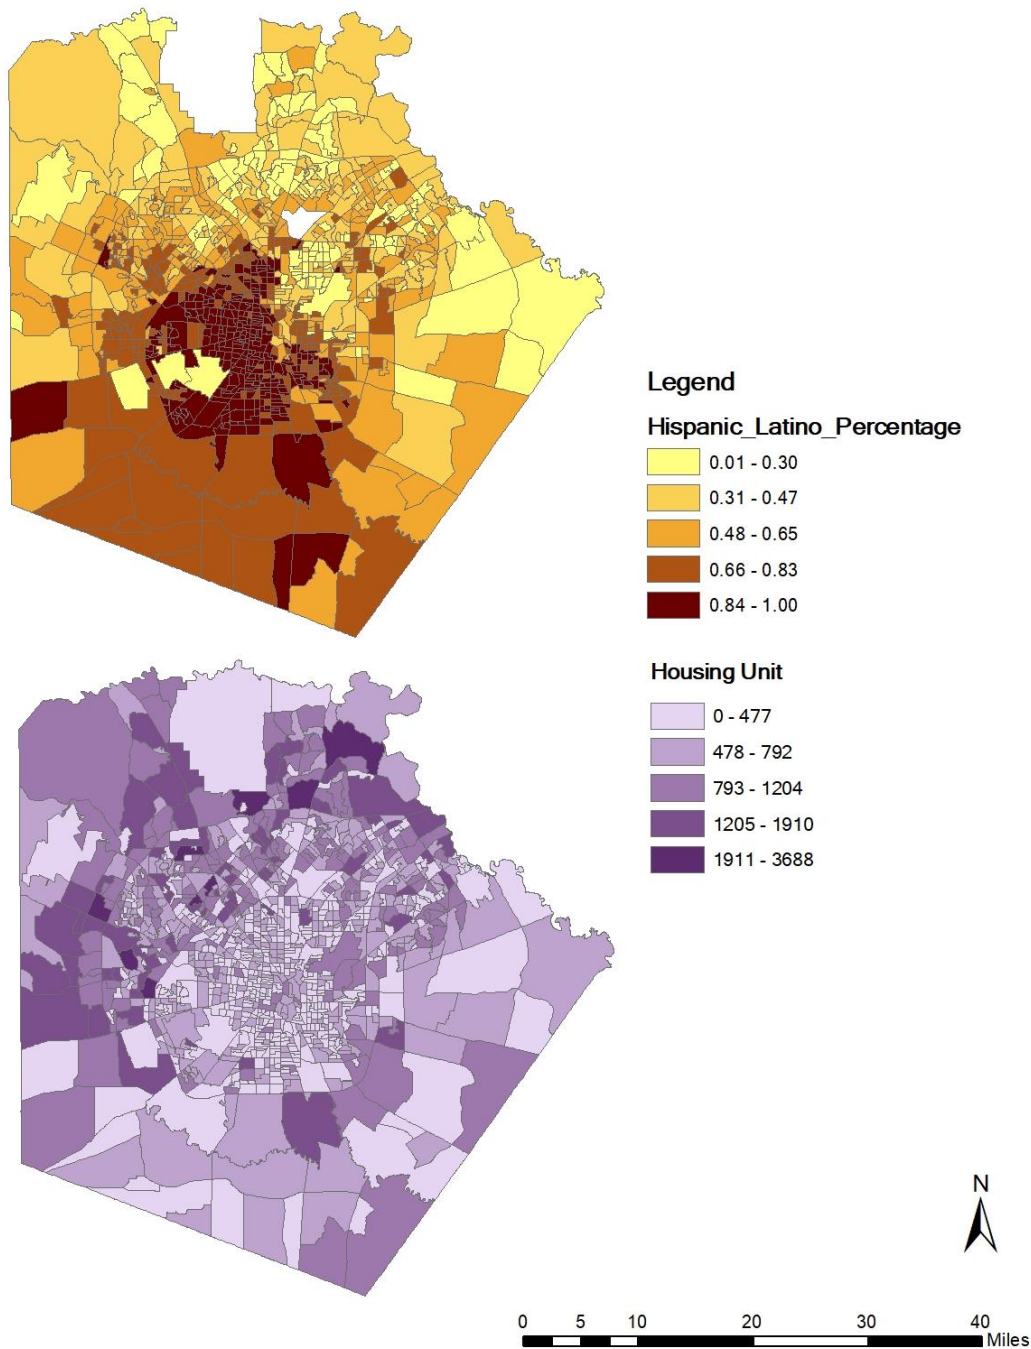 Legend
Hispanic_Latino_Percentage
0.01 - 0.30
0.31 - 0.47
0.48 - 0.65
0.66 - 0.83
0.84 - 1.00
Housing Unit
0 - 477
478 - 792
793 - 1204
1205 - 1910
1911 - 3688
N
0 5 10 20 30 40
Miles